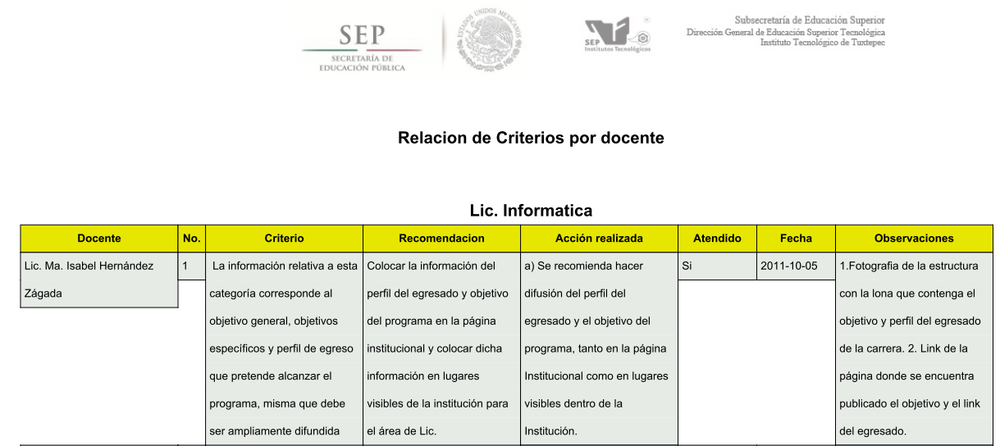 SEP
SECRETARÍA DE
EDUCACIÓN PÚBLICA
ESTADOS UNIDOS MEXICANOS
SEP
Institutos Tecnológicos
Subsecretaría de Educación Superior
Dirección General de Educación Superior Tecnológica
Instituto Tecnológico de Tuxtepec
Relacion de Criterios por docente
Lic. Informatica
Docente No. Criterio Recomendacion Acción realizada Atendido Fecha Observaciones
Lic. Ma. Isabel Hernández 1 La información relativa a esta Colocar la información del a) Se recomienda hacer Si 2011-10-05 1.Fotografia de la estructura
Zágada categoría corresponde al perfil del egresado y objetivo difusión del perfil del con la lona que contenga el
objetivo general, objetivos del programa en la página egresado y el objetivo del objetivo y perfil del egresado
específicos y perfil de egreso institucional y colocar dicha programa, tanto en la página de la carrera. 2. Link de la
que pretende alcanzar el información en lugares Institucional como en lugares página donde se encuentra
programa, misma que debe visibles de la institución para visibles dentro de la publicado el objetivo y el link
ser ampliamente difundida el área de Lic. Institución. del egresado.